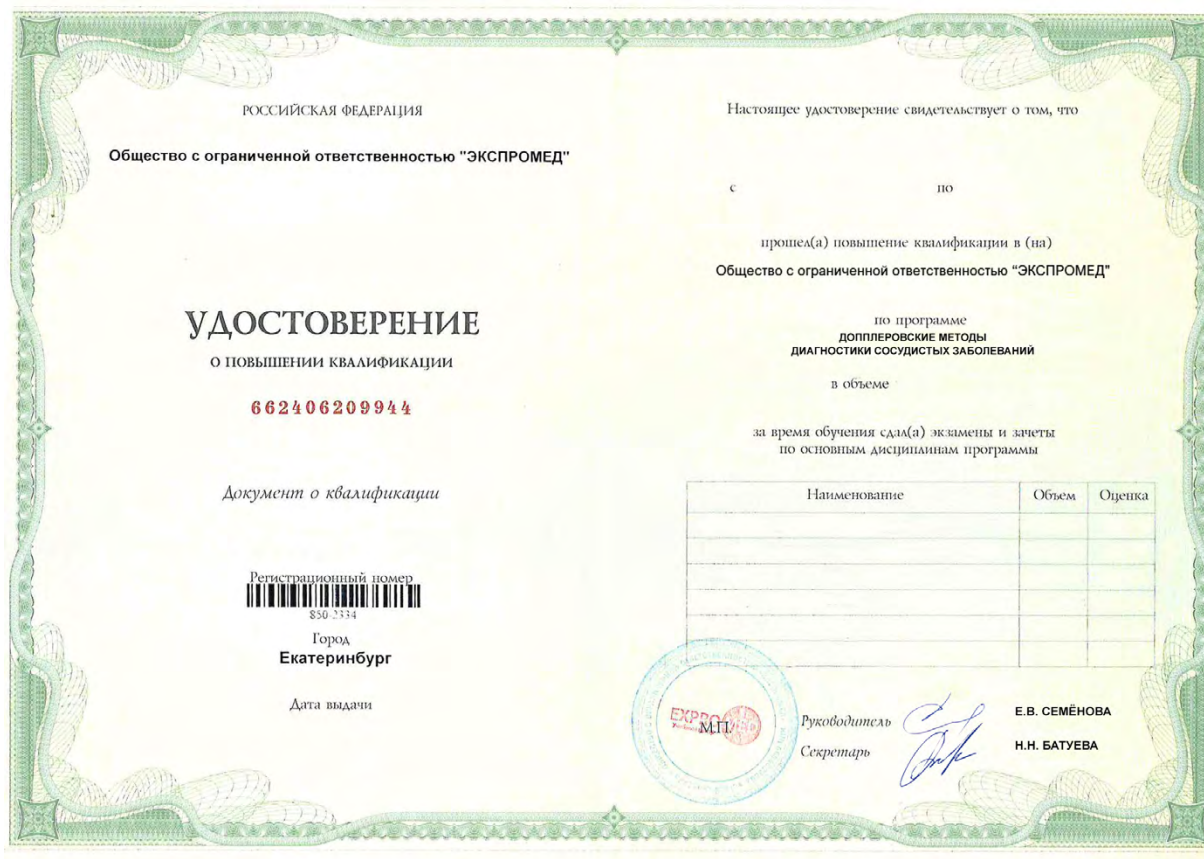 РОССИЙСКАЯ ФЕДЕРАЦИЯ
Общество с ограниченной ответственностью "ЭКСПРОМЕД"
УДОСТОВЕРЕНИЕ
О ПОВЫШЕНИИ КВАЛИФИКАЦИИ
662406209944
Документ о квалификации
Регистрационный номер
850-2334
Город
Екатеринбург
Дата выдачи
Настоящее удостоверение свидетельствует о том, что
с по
прошел(а) повышение квалификации в (на)
Общество с ограниченной ответственностью "ЭКСПРОМЕД"
по программе
ДОППЛЕРОВСКИЕ МЕТОДЫ
ДИАГНОСТИКИ СОСУДИСТЫХ ЗАБОЛЕВАНИЙ
в объеме
за время обучения сдал(а) экзамены и зачеты
по основным дисциплинам программы
Наименование Объем Оценка
М.П.
Руководитель Е.В. СЕМЁНОВА
Секретарь Н.Н. БАТУЕВА